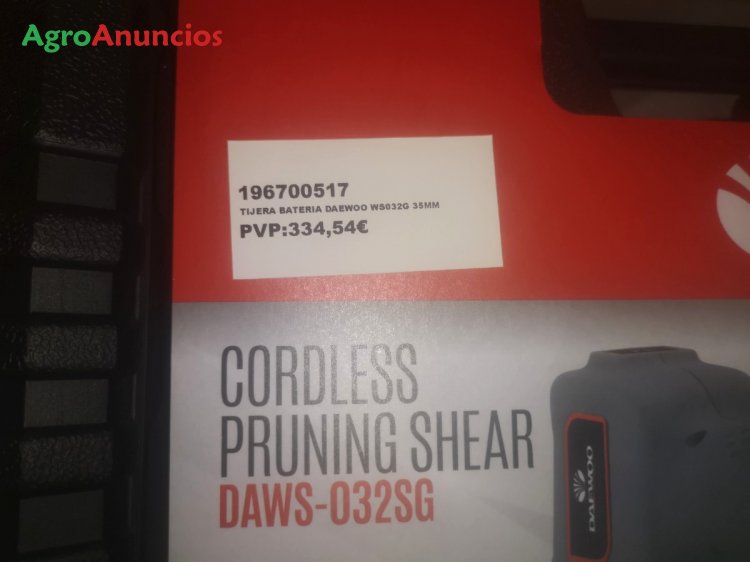 AgroAnuncios
196700517
TIJERA BATERIA DAEWOO WS032G 35MM
PVP:334,54€
CORDLESS
PRUNING SHEAR
DAWS-032SG
DAEWOO